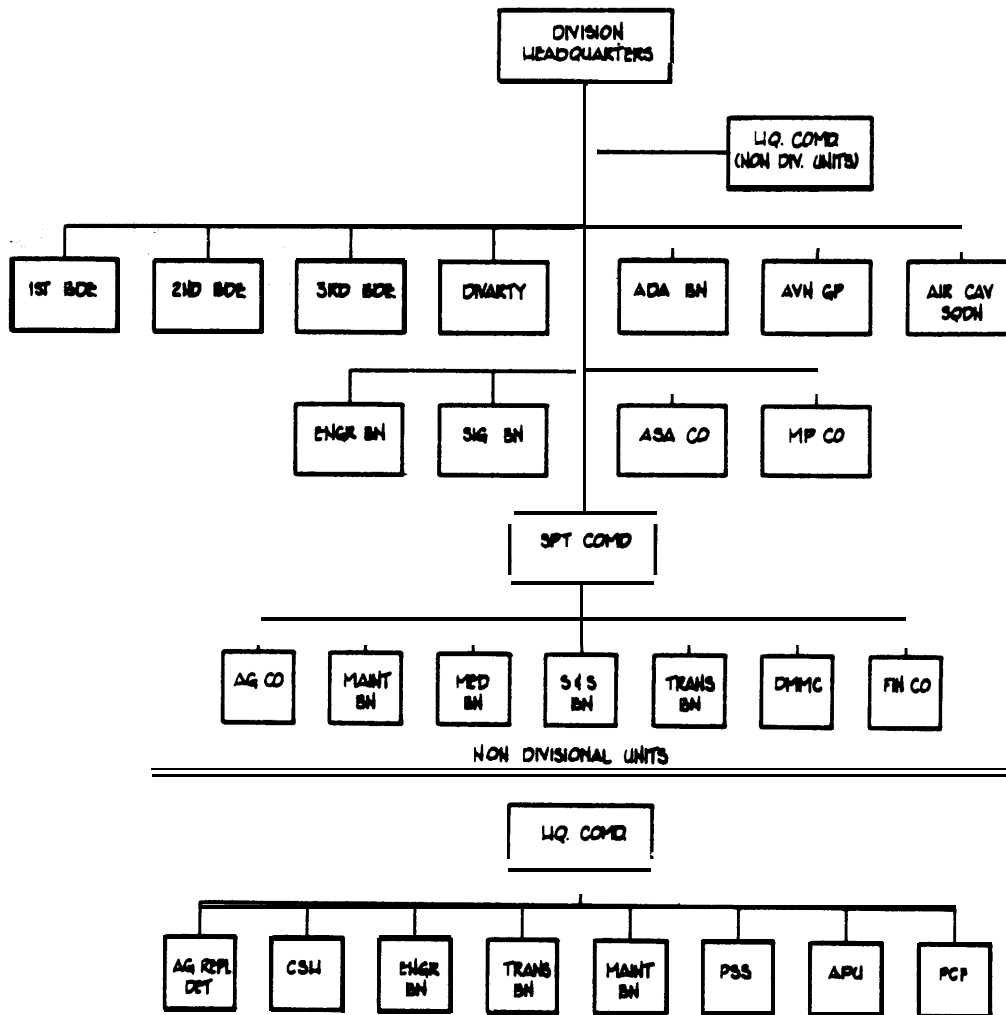 DIVISION
HEADQUARTERS
HQ. COMD.
(NON DIV. UNITS)
1ST BDE
2ND BDE
3RD BDE
DIVARTY
ADA BN
AVN GP
AIR CAV
SQDN
ENGR BN
SIG BN
ASA CO
MP CO
SPT COMD
AG CO
MAINT
BN
MED
BN
S & S
BN
TRANS
BN
DMMC
FIN CO
NON DIVISIONAL UNITS
HQ. COMD.
AG REPL
DET
CSH
ENGR
BN
TRANS
BN
MAINT
BN
PSS
APU
PCF